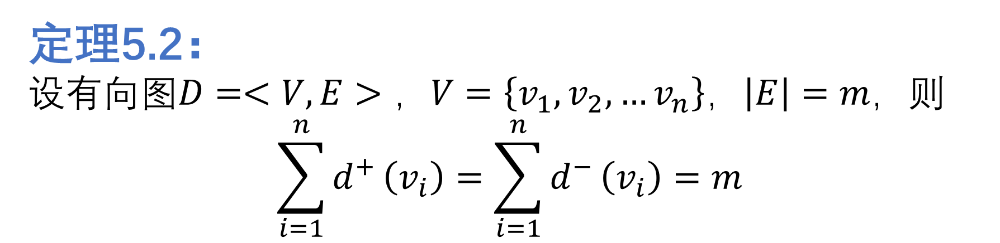 定理5.2:
设有向图D =< V, E >, V = {v₁, v₂, … vₙ}, |E| = m, 则
∑ᵢ₌₁ⁿ d⁺ (vᵢ) = ∑ᵢ₌₁ⁿ d⁻ (vᵢ) = m